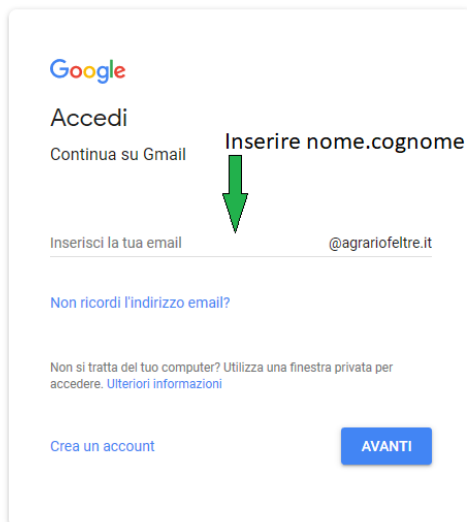 Google
Accedi
Continua su Gmail
Inserire nome.cognome
Inserisci la tua email @agrariofeltre.it
Non ricordi l'indirizzo email?
Non si tratta del tuo computer? Utilizza una finestra privata per
accedere. Ulteriori informazioni
Crea un account AVANTI